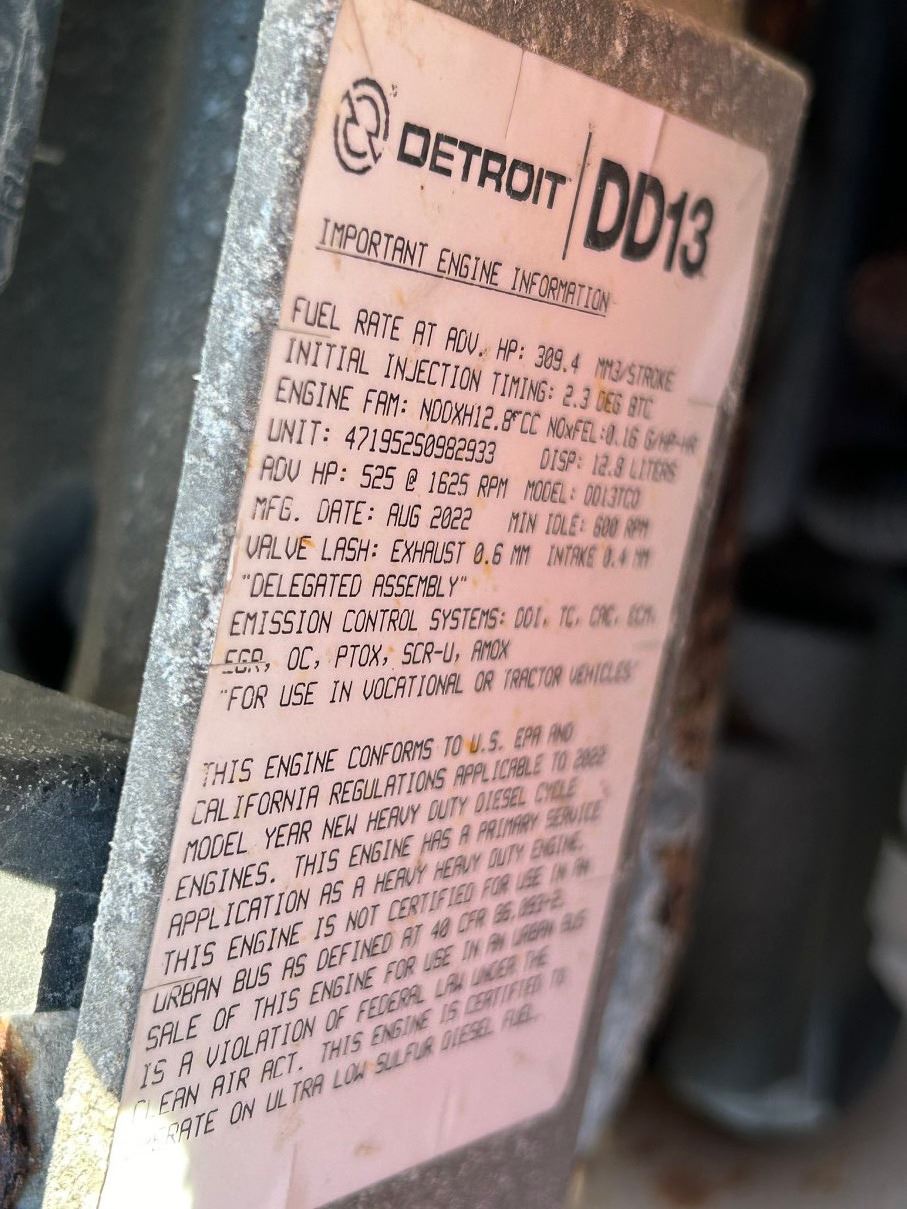 DETROIT | DD13
IMPORTANT ENGINE INFORMATION
FUEL RATE AT ADV. HP: 309.4 MM3/STROKE
INITIAL INJECTION TIMING: 2.3 DEG BTC
ENGINE FAM: NDDXH12.8 CC NOxFEL:0.16 G/HP-HR
UNIT: 471952S0982933 DISP: 12.8 LITERS
ADV HP: 525 @ 1625 RPM MODEL: DD13TCO
MFG. DATE: AUG 2022 MIN IDLE: 600 RPM
VALVE LASH: EXHAUST 0.6 MM INTAKE 0.4 MM
"DELEGATED ASSEMBLY"
EMISSION CONTROL SYSTEMS: DDI, TC, CAC, ECM,
EGR, OC, PTOX, SCR-U, AMOX
"FOR USE IN VOCATIONAL OR TRACTOR VEHICLES"
THIS ENGINE CONFORMS TO U.S. EPA AND
CALIFORNIA REGULATIONS APPLICABLE TO 2022
MODEL YEAR NEW HEAVY DUTY DIESEL CYCLE
ENGINES. THIS ENGINE HAS A PRIMARY SERVICE
APPLICATION AS A HEAVY HEAVY DUTY ENGINE.
THIS ENGINE IS NOT CERTIFIED FOR USE IN AN
URBAN BUS AS DEFINED AT 40 CFR 86.093-2.
SALE OF THIS ENGINE FOR USE IN AN URBAN BUS
IS A VIOLATION OF FEDERAL LAW UNDER THE
CLEAN AIR ACT. THIS ENGINE IS CERTIFIED TO
OPERATE ON ULTRA LOW SULFUR DIESEL FUEL.